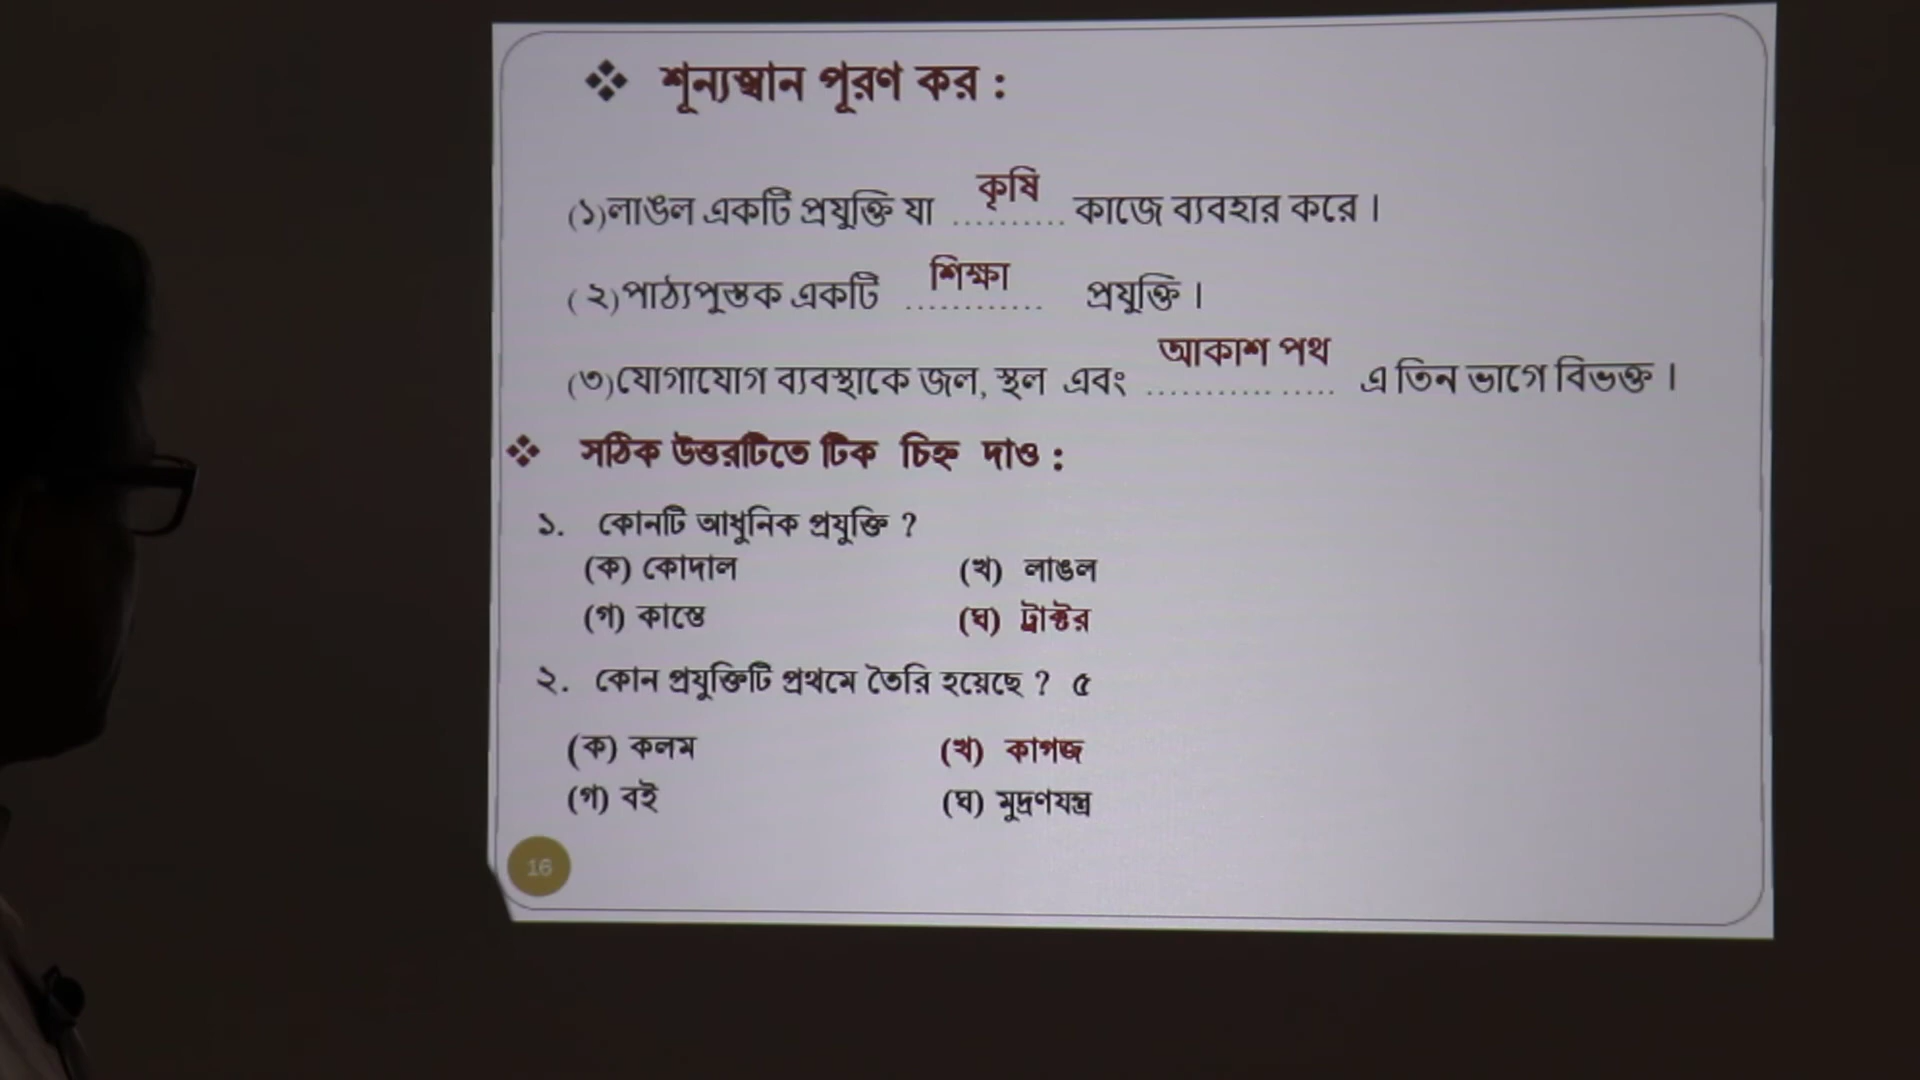 ❖ শূন্যস্থান পূরণ কর :
(১)লাঙল একটি প্রযুক্তি যা .......... কৃষি কাজে ব্যবহার করে ।
( ২)পাঠ্যপুস্তক একটি ............ শিক্ষা প্রযুক্তি ।
(৩)যোগাযোগ ব্যবস্থাকে জল, স্থল এবং ........... ..... আকাশ পথ এ তিন ভাগে বিভক্ত ।
❖ সঠিক উত্তরটিতে টিক চিহ্ন দাও :
১. কোনটি আধুনিক প্রযুক্তি ?
(ক) কোদাল (খ) লাঙল
(গ) কাস্তে (ঘ) ট্রাক্টর
২. কোন প্রযুক্তিটি প্রথমে তৈরি হয়েছে ? ৫
(ক) কলম (খ) কাগজ
(গ) বই (ঘ) মুদ্রণযন্ত্র
16